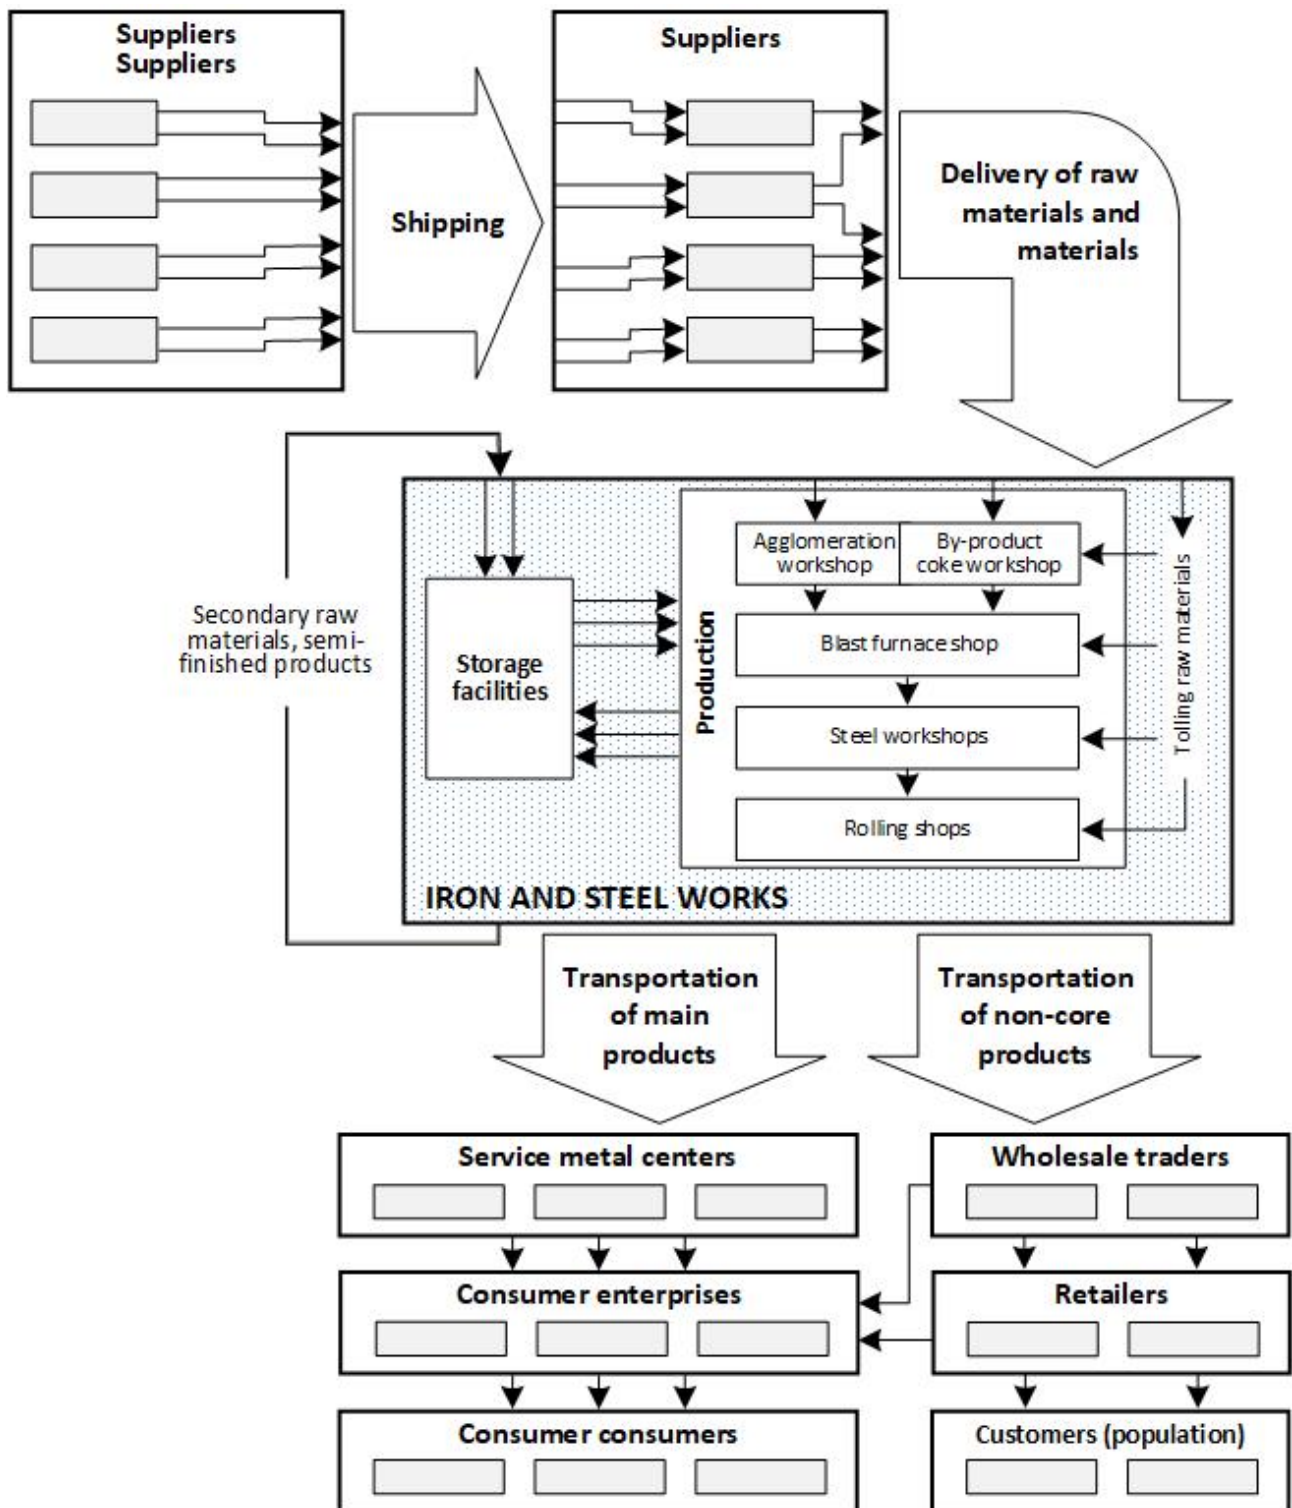 Suppliers
Suppliers
Suppliers
Shipping
Delivery of raw
materials and
materials
Secondary raw
materials, semi-
finished products
Storage
facilities
Production
Agglomeration
workshop
By-product
coke workshop
Blast furnace shop
Steel workshops
Rolling shops
Tolling raw materials
IRON AND STEEL WORKS
Transportation
of main
products
Transportation
of non-core
products
Service metal centers
Wholesale traders
Consumer enterprises
Retailers
Consumer consumers
Customers (population)